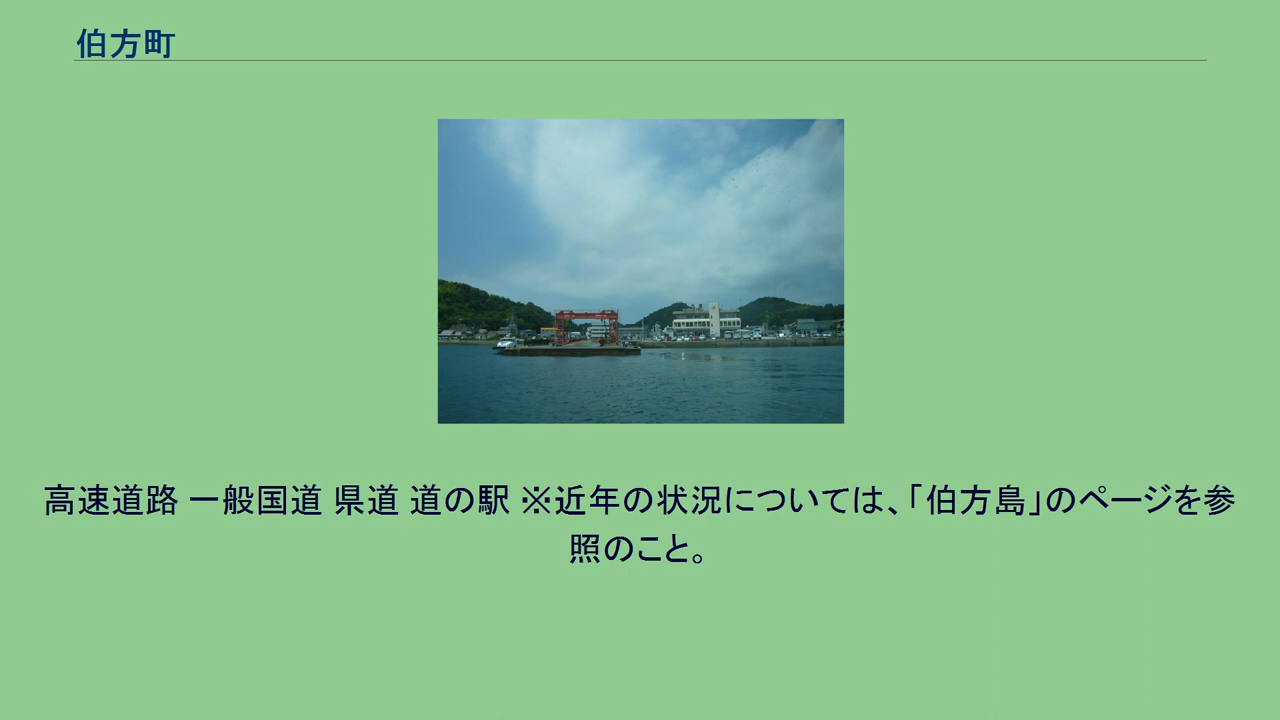 伯方町
高速道路 一般国道 県道 道の駅 ※近年の状況については、「伯方島」のページを参
照のこと。